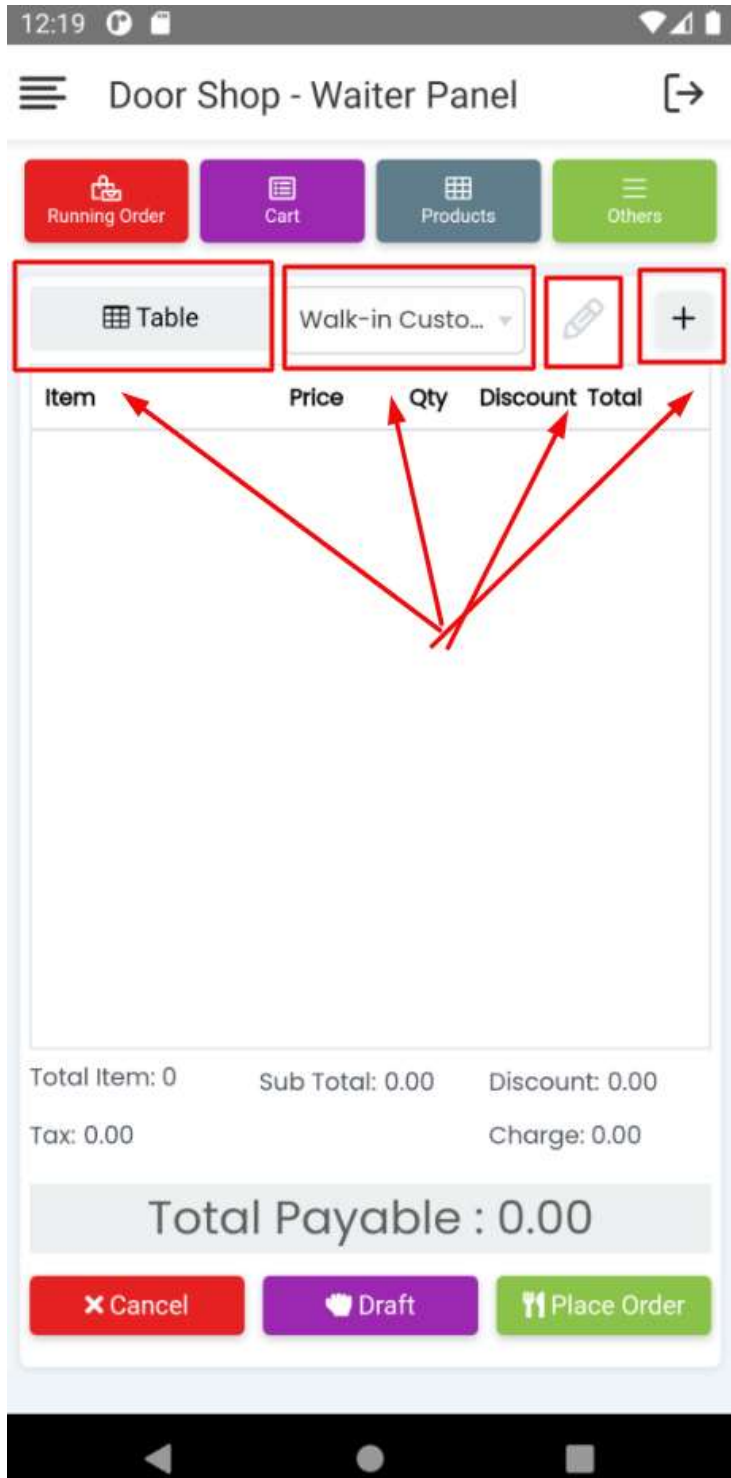 12:19
Door Shop - Waiter Panel
Running Order Cart Products Others
Table Walk-in Custo... +
Item Price Qty Discount Total
Total Item: 0 Sub Total: 0.00 Discount: 0.00
Tax: 0.00 Charge: 0.00
Total Payable : 0.00
Cancel Draft Place Order